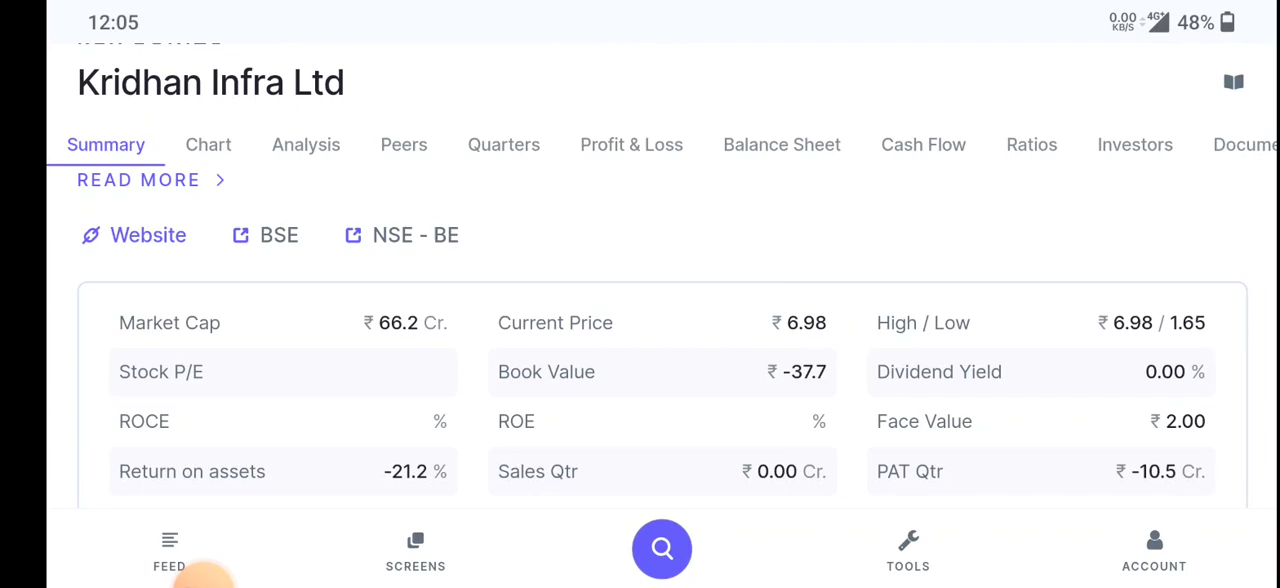 12:05 0.00 KB/S 4G+ 48%
Kridhan Infra Ltd
Summary Chart Analysis Peers Quarters Profit & Loss Balance Sheet Cash Flow Ratios Investors Docume
READ MORE >
Website BSE NSE - BE
Market Cap ₹ 66.2 Cr. Current Price ₹ 6.98 High / Low ₹ 6.98 / 1.65
Stock P/E Book Value ₹ -37.7 Dividend Yield 0.00 %
ROCE % ROE % Face Value ₹ 2.00
Return on assets -21.2 % Sales Qtr ₹ 0.00 Cr. PAT Qtr ₹ -10.5 Cr.
FEED SCREENS TOOLS ACCOUNT